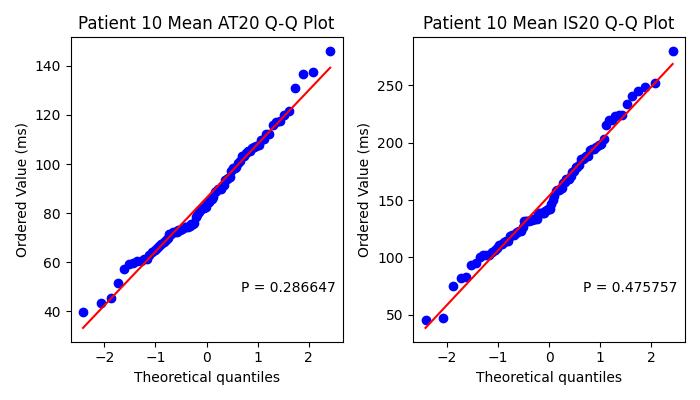 Patient 10 Mean AT20 Q-Q Plot
Ordered Value (ms)
140
120
100
80
60
40
P = 0.286647
−2 −1 0 1 2
Theoretical quantiles
Patient 10 Mean IS20 Q-Q Plot
Ordered Value (ms)
250
200
150
100
50
P = 0.475757
−2 −1 0 1 2
Theoretical quantiles